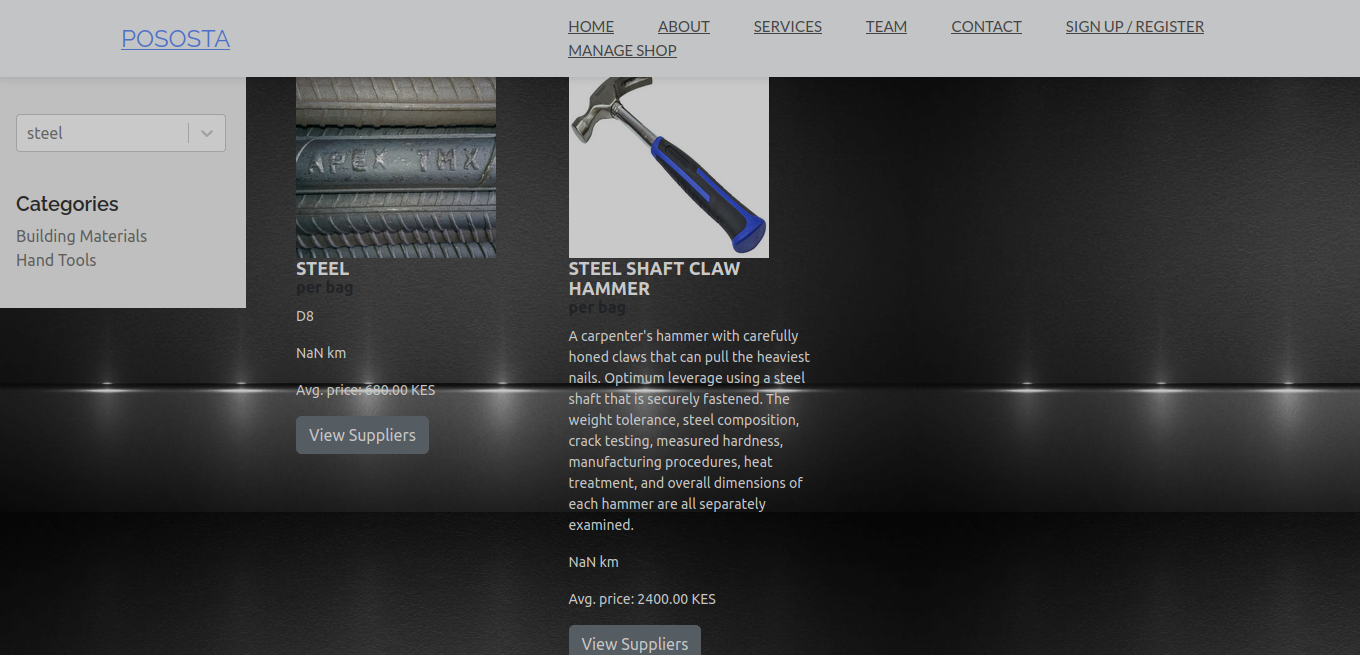 POSOSTA
HOME ABOUT SERVICES TEAM CONTACT SIGN UP / REGISTER
MANAGE SHOP
steel
Categories
Building Materials
Hand Tools
APEX TMX
STEEL
per bag
D8
NaN km
Avg. price: 680.00 KES
View Suppliers
STEEL SHAFT CLAW
HAMMER
per bag
A carpenter's hammer with carefully
honed claws that can pull the heaviest
nails. Optimum leverage using a steel
shaft that is securely fastened. The
weight tolerance, steel composition,
crack testing, measured hardness,
manufacturing procedures, heat
treatment, and overall dimensions of
each hammer are all separately
examined.
NaN km
Avg. price: 2400.00 KES
View Suppliers